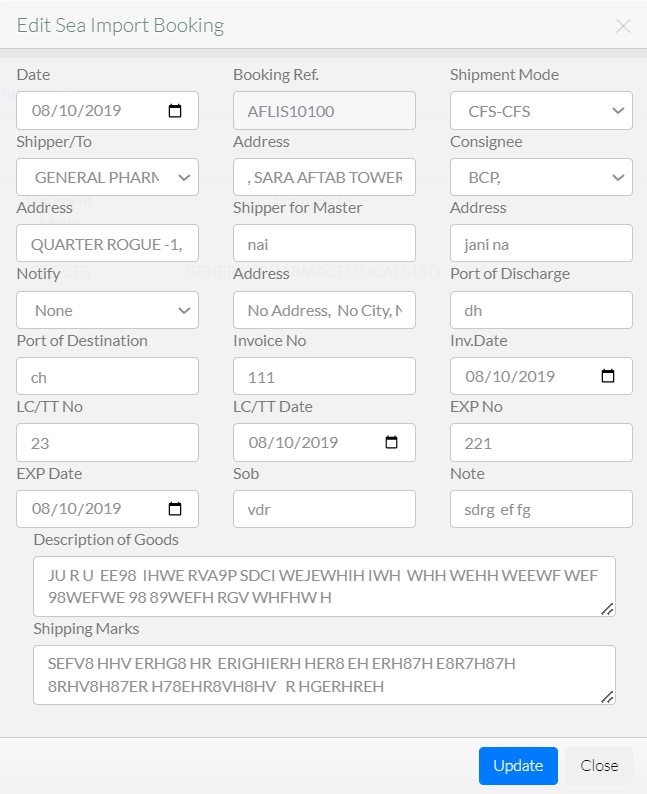 Edit Sea Import Booking
Date Booking Ref. Shipment Mode
08/10/2019 AFLIS10100 CFS-CFS
Shipper/To Address Consignee
GENERAL PHARM , SARA AFTAB TOWER BCP,
Address Shipper for Master Address
QUARTER ROGUE -1, nai jani na
Notify Address Port of Discharge
None No Address, No City, N dh
Port of Destination Invoice No Inv.Date
ch 111 08/10/2019
LC/TT No LC/TT Date EXP No
23 08/10/2019 221
EXP Date Sob Note
08/10/2019 vdr sdrg ef fg
Description of Goods
JU R U EE98 IHWE RVA9P SDCI WEJEWHIH IWH WHH WEHH WEEWF WEF
98WEFWE 98 89WEFH RGV WHFHW H
Shipping Marks
SEFV8 HHV ERHG8 HR ERIGHIERH HER8 EH ERH87H E8R7H87H
8RHV8H87ER H78EHR8VH8HV R HGERHREH
Update Close